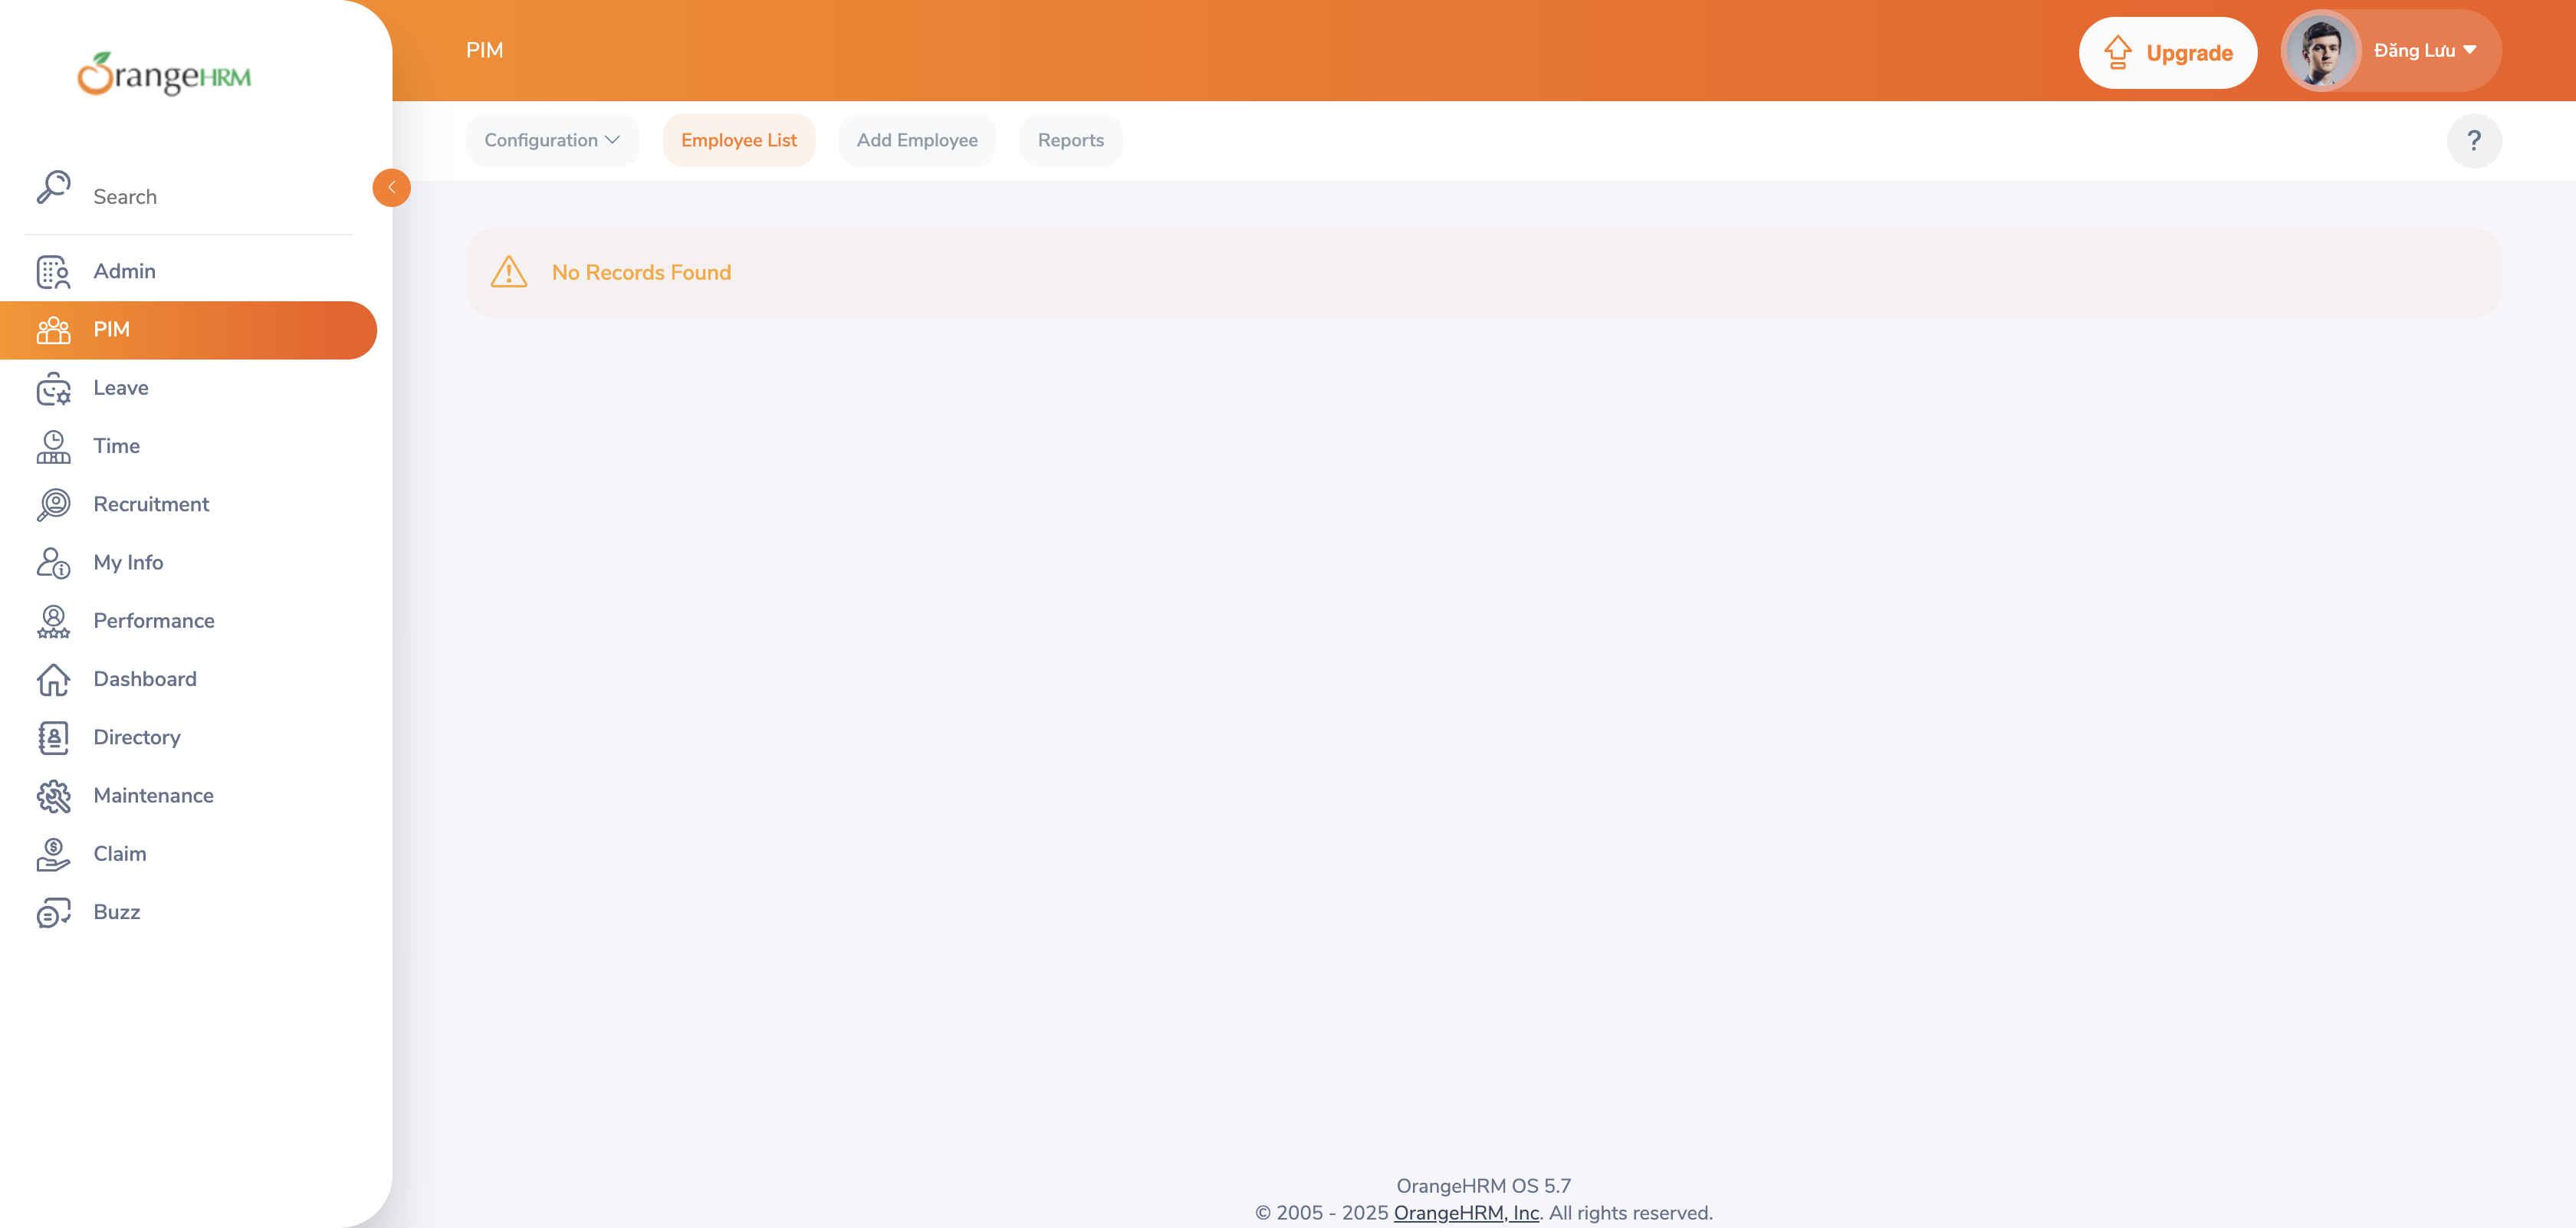 OrangeHRM
Search
Admin
PIM
Leave
Time
Recruitment
My Info
Performance
Dashboard
Directory
Maintenance
Claim
Buzz
PIM
Upgrade
Đăng Lưu
Configuration
Employee List
Add Employee
Reports
?
No Records Found
OrangeHRM OS 5.7
© 2005 - 2025 OrangeHRM, Inc. All rights reserved.